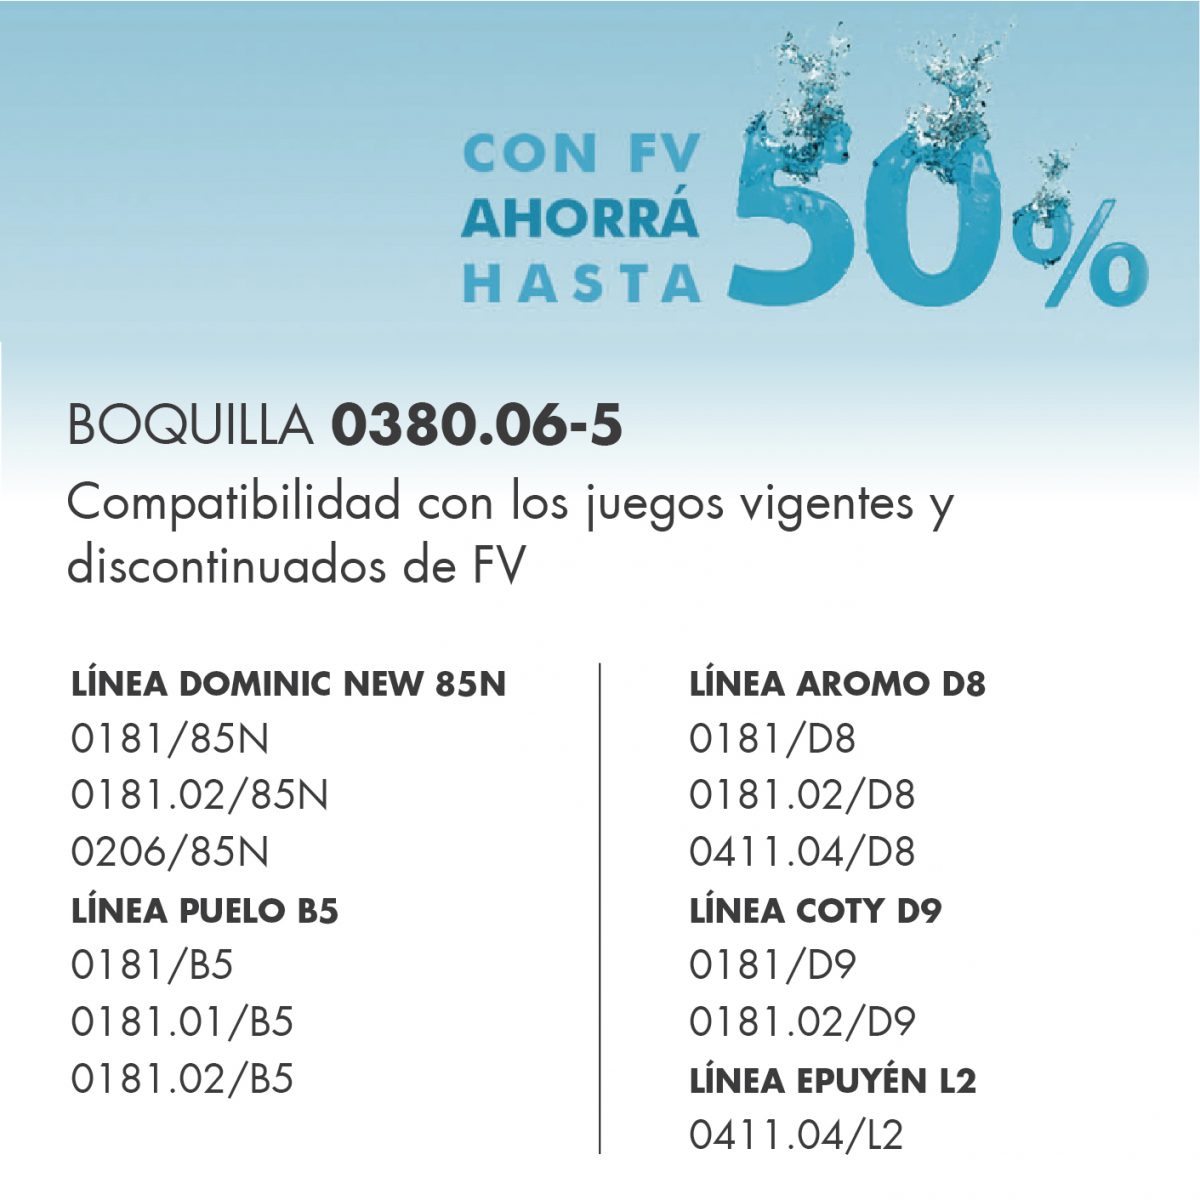 CON FV
AHORRÁ
HASTA
50%
BOQUILLA 0380.06-5
Compatibilidad con los juegos vigentes y
discontinuados de FV
LÍNEA DOMINIC NEW 85N
0181/85N
0181.02/85N
0206/85N
LÍNEA PUELO B5
0181/B5
0181.01/B5
0181.02/B5
LÍNEA AROMO D8
0181/D8
0181.02/D8
0411.04/D8
LÍNEA COTY D9
0181/D9
0181.02/D9
LÍNEA EPUYÉN L2
0411.04/L2